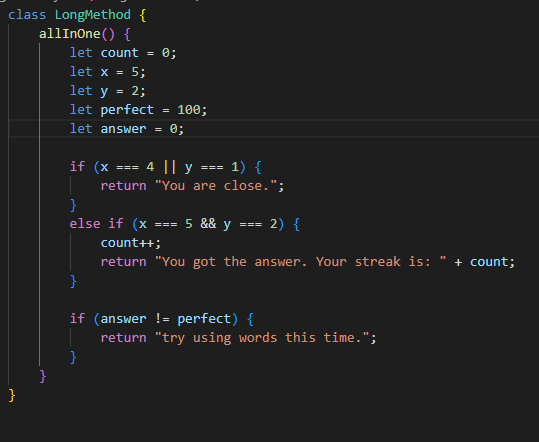 class LongMethod {
allInOne() {
let count = 0;
let x = 5;
let y = 2;
let perfect = 100;
let answer = 0;
if (x === 4 || y === 1) {
return "You are close.";
}
else if (x === 5 && y === 2) {
count++;
return "You got the answer. Your streak is: " + count;
}
if (answer != perfect) {
return "try using words this time.";
}
}
}